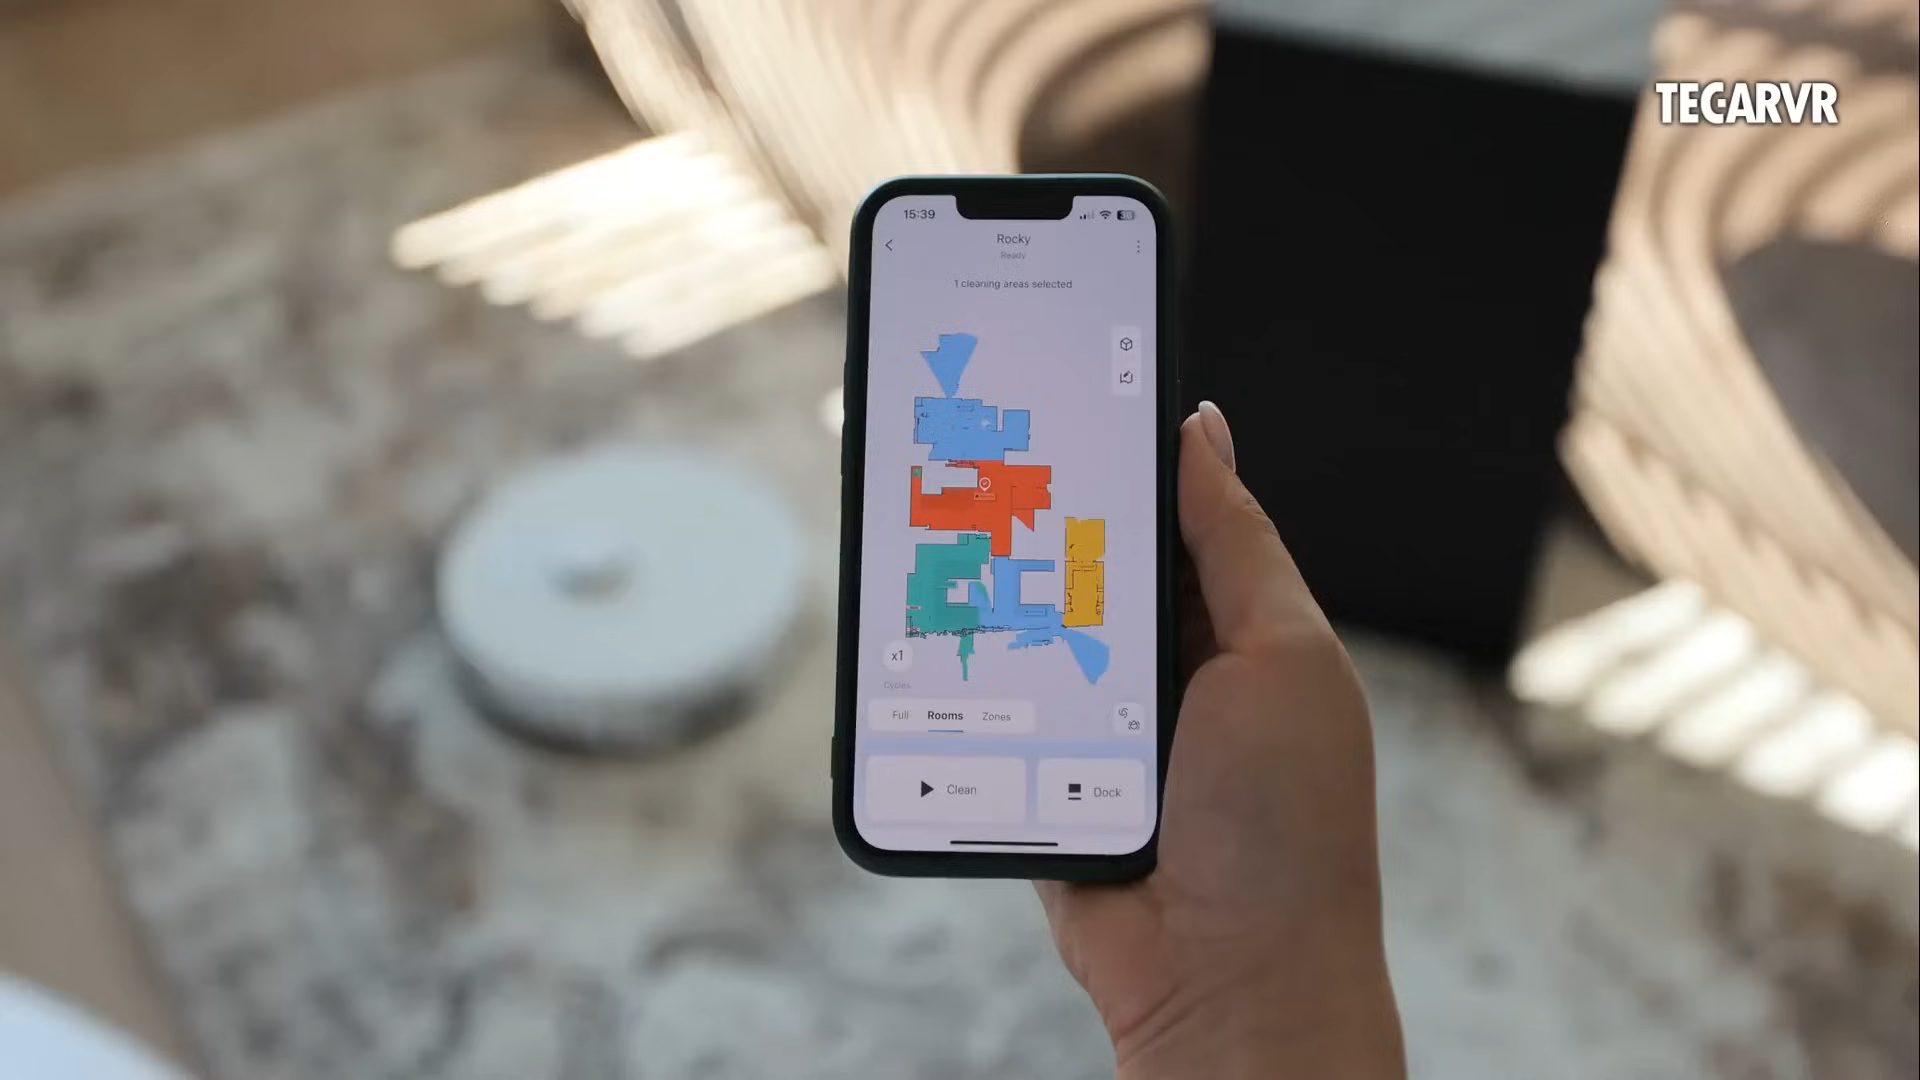 TECARVR
15:39
Rocky
Ready
1 cleaning areas selected
x1
Cycles
Full Rooms Zones
Clean Dock